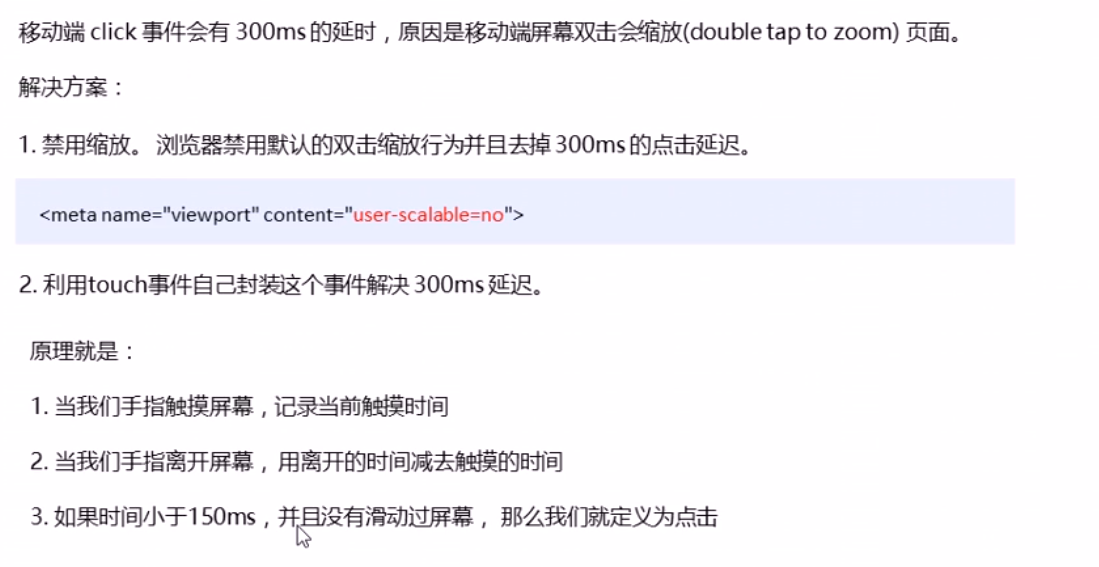 移动端 click 事件会有 300ms 的延时，原因是移动端屏幕双击会缩放(double tap to zoom) 页面。
解决方案：
1. 禁用缩放。 浏览器禁用默认的双击缩放行为并且去掉 300ms 的点击延迟。
<meta name="viewport" content="user-scalable=no">
2. 利用touch事件自己封装这个事件解决 300ms 延迟。
原理就是：
1. 当我们手指触摸屏幕，记录当前触摸时间
2. 当我们手指离开屏幕， 用离开的时间减去触摸的时间
3. 如果时间小于150ms，并且没有滑动过屏幕， 那么我们就定义为点击